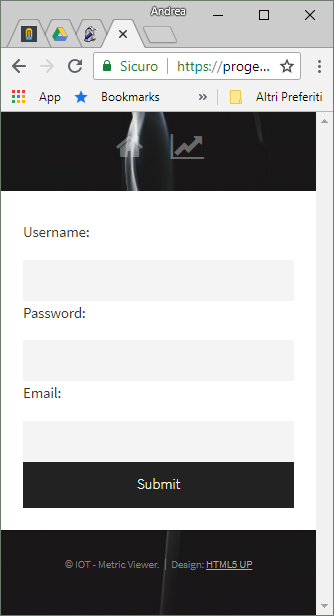 Andrea
Sicuro | https://proge...
App Bookmarks » Altri Preferiti
Username:
Password:
Email:
Submit
© IOT - Metric Viewer. | Design: HTML5 UP